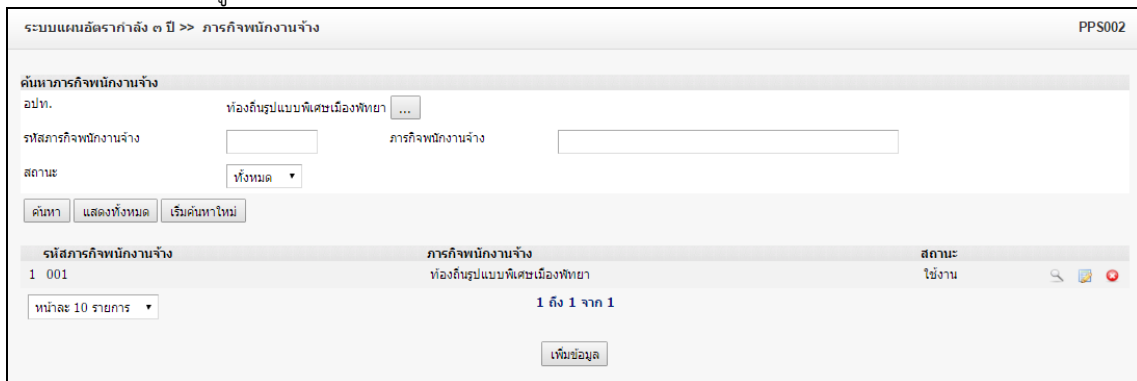 ระบบแผนอัตรากำลัง ๓ ปี >> ภารกิจพนักงานจ้าง PPS002
ค้นหาภารกิจพนักงานจ้าง
อปท. ท้องถิ่นรูปแบบพิเศษเมืองพัทยา ...
รหัสภารกิจพนักงานจ้าง ภารกิจพนักงานจ้าง
สถานะ ทั้งหมด
ค้นหา แสดงทั้งหมด เริ่มค้นหาใหม่
รหัสภารกิจพนักงานจ้าง ภารกิจพนักงานจ้าง สถานะ
1 001 ท้องถิ่นรูปแบบพิเศษเมืองพัทยา ใช้งาน
หน้าละ 10 รายการ 1 ถึง 1 จาก 1
เพิ่มข้อมูล